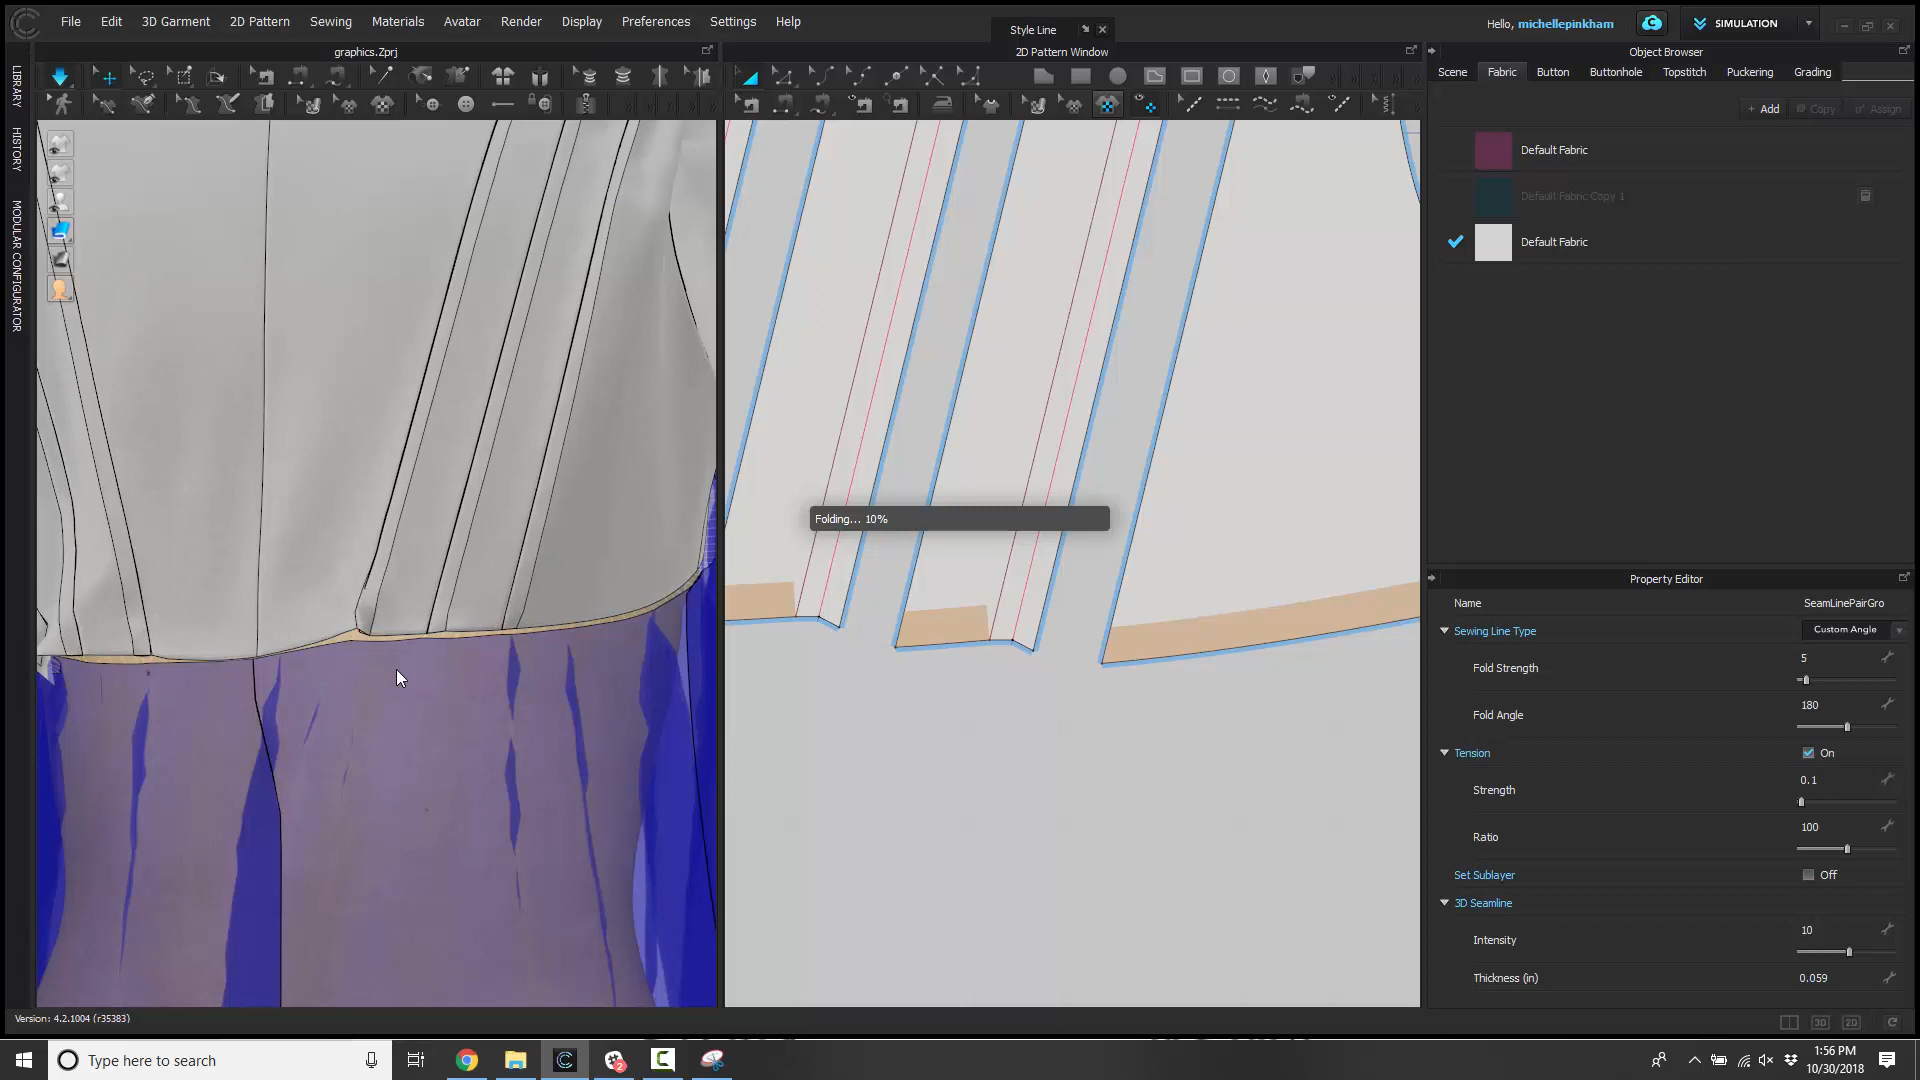 File Edit 3D Garment 2D Pattern Sewing Materials Avatar Render Display Preferences Settings Help
Style Line
Hello, michellepinkham
SIMULATION
graphics.Zprj
2D Pattern Window
Object Browser
Scene Fabric Button Buttonhole Topstitch Puckering Grading
+ Add Copy Assign
Default Fabric
Default Fabric Copy 1
Default Fabric
LIBRARY
HISTORY
MODULAR CONFIGURATOR
Folding... 10%
Property Editor
Name SeamLinePairGro
Sewing Line Type Custom Angle
Fold Strength 5
Fold Angle 180
Tension On
Strength 0.1
Ratio 100
Set Sublayer Off
3D Seamline
Intensity 10
Thickness (in) 0.059
Version: 4.2.1004 (r35383)
3D 2D
Type here to search
2
1:56 PM
10/30/2018